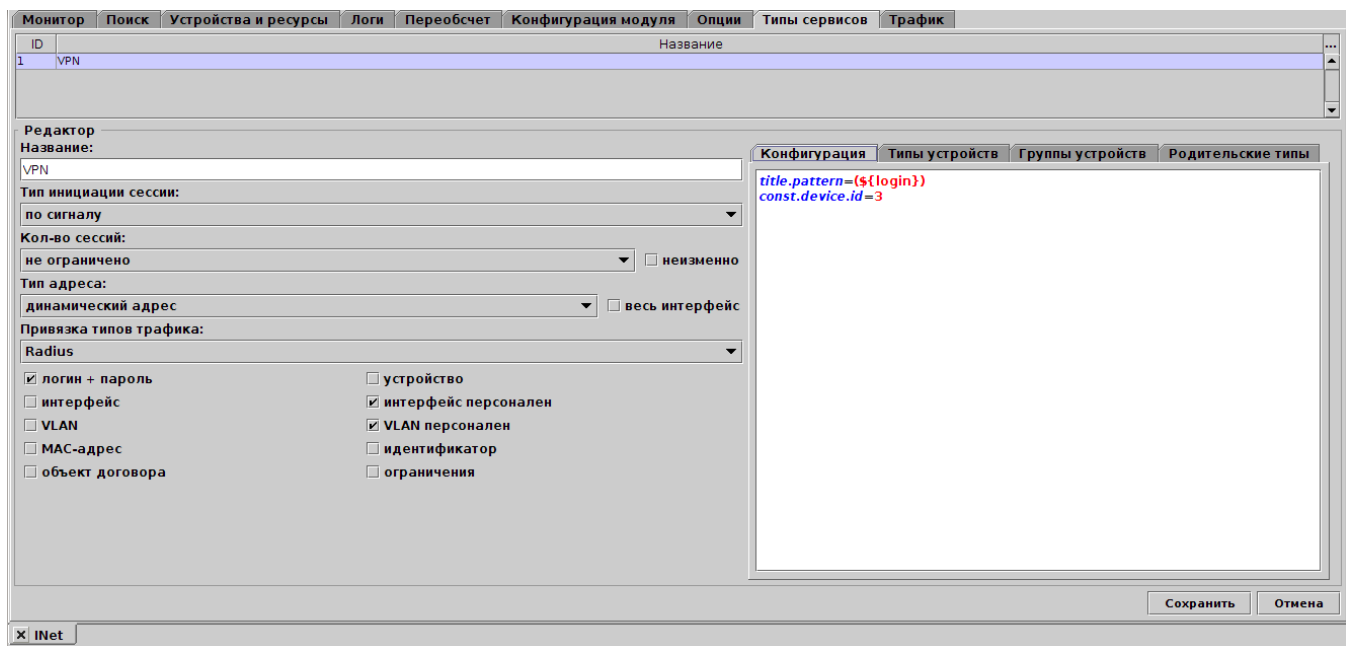 Монитор Поиск Устройства и ресурсы Логи Переобсчет Конфигурация модуля Опции Типы сервисов Трафик
ID Название ...
1 VPN
Редактор
Название:
VPN
Тип инициации сессии:
по сигналу
Кол-во сессий:
не ограничено неизменно
Тип адреса:
динамический адрес весь интерфейс
Привязка типов трафика:
Radius
логин + пароль устройство
интерфейс интерфейс персонален
VLAN VLAN персонален
MAC-адрес идентификатор
объект договора ограничения
Конфигурация Типы устройств Группы устройств Родительские типы
title.pattern=(${login})
const.device.id=3
Сохранить Отмена
INet